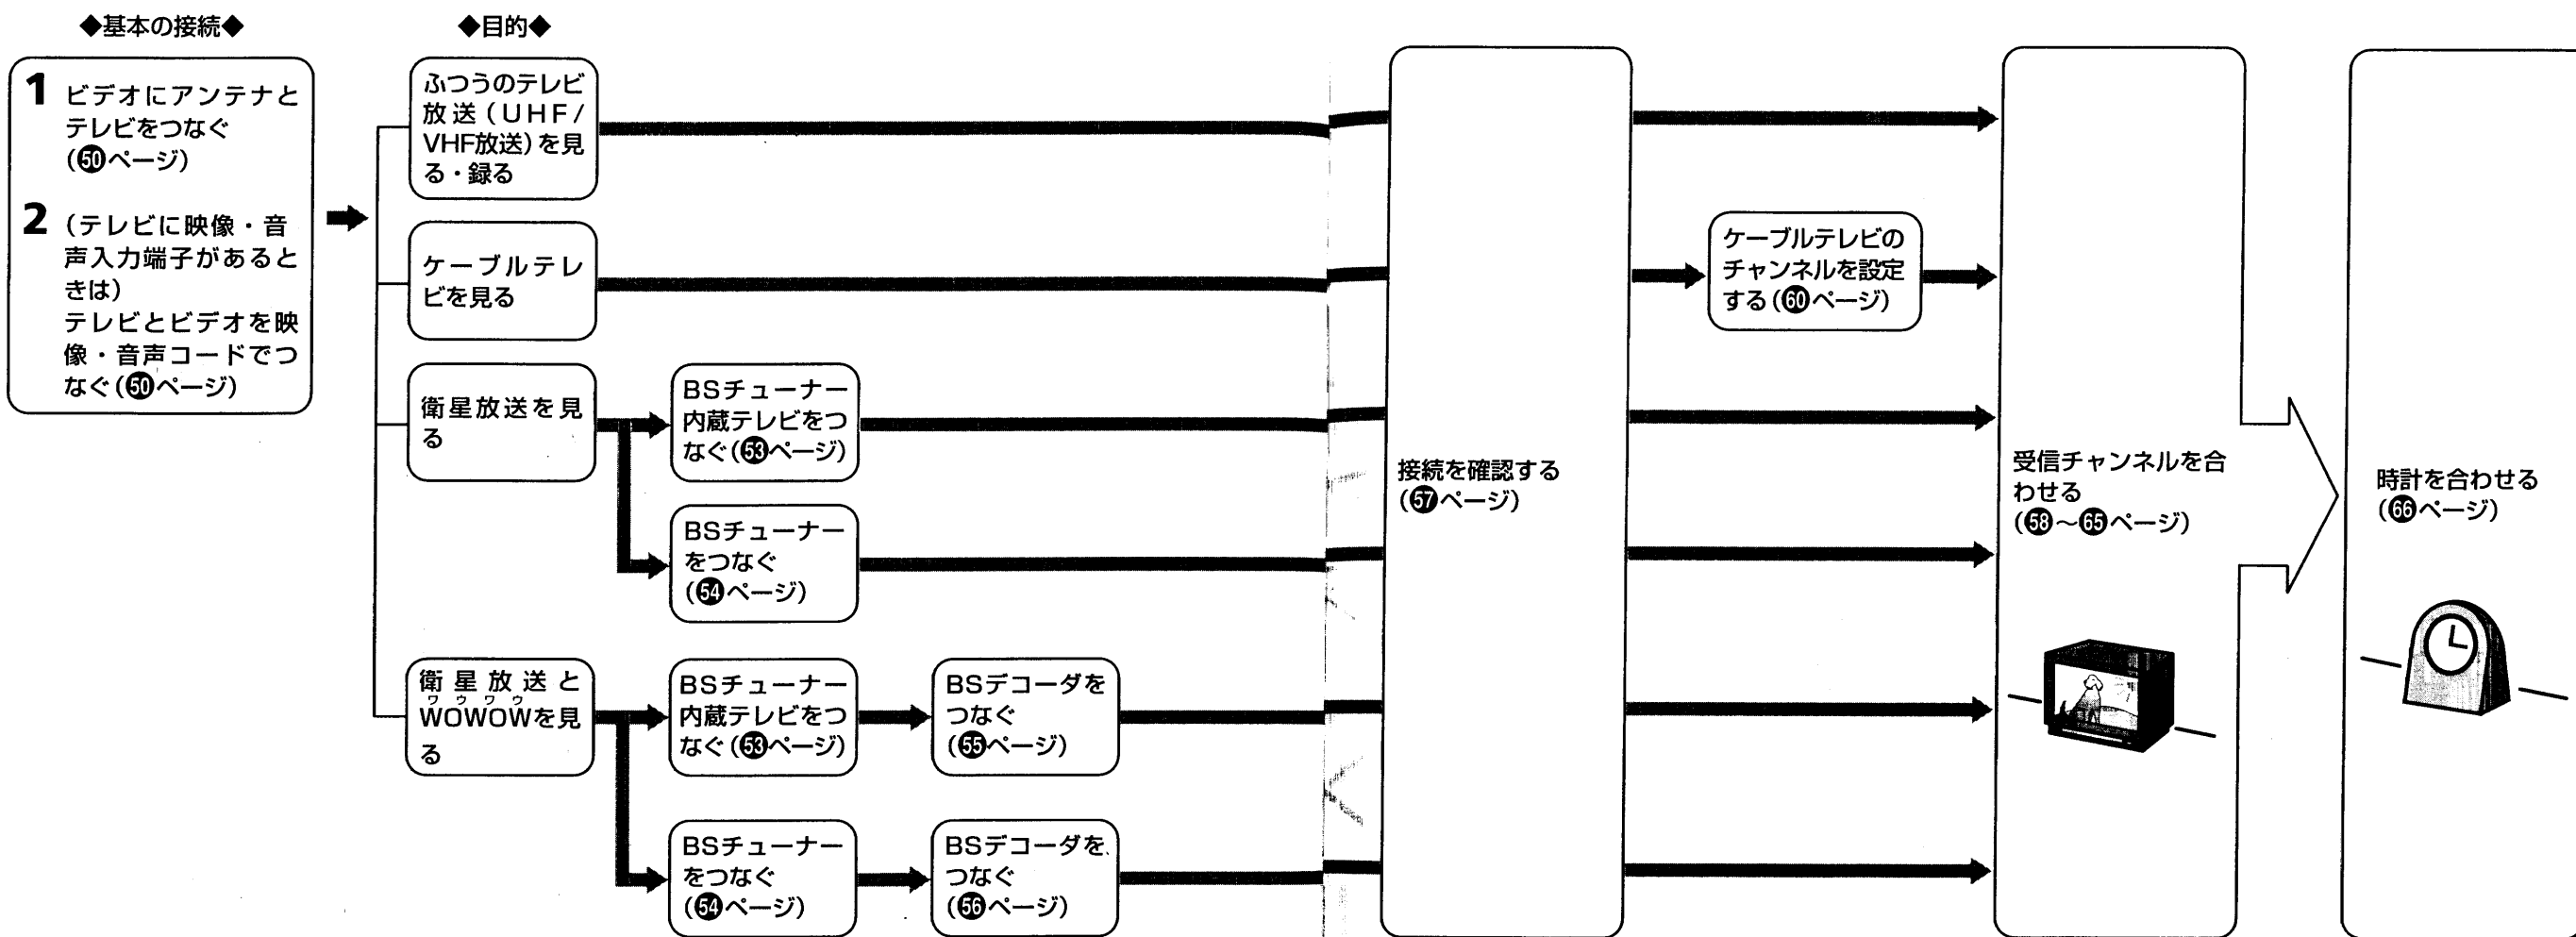 ◆基本の接続◆
1 ビデオにアンテナと
テレビをつなぐ
(50ページ)
2 (テレビに映像・音
声入力端子があると
きは)
テレビとビデオを映
像・音声コードでつ
なぐ(50ページ)
◆目的◆
ふつうのテレビ
放送(UHF/
VHF放送)を見
る・録る
ケーブルテレ
ビを見る
衛星放送を見
る
BSチューナー
内蔵テレビをつ
なぐ(53ページ)
BSチューナー
をつなぐ
(54ページ)
衛星放送と
ワウワウ
WOWOWを見
る
BSチューナー
内蔵テレビをつ
なぐ(53ページ)
BSデコーダを
つなぐ
(55ページ)
BSチューナー
をつなぐ
(54ページ)
BSデコーダを
つなぐ
(56ページ)
接続を確認する
(57ページ)
ケーブルテレビの
チャンネルを設定
する(60ページ)
受信チャンネルを合
わせる
(58〜65ページ)
時計を合わせる
(66ページ)